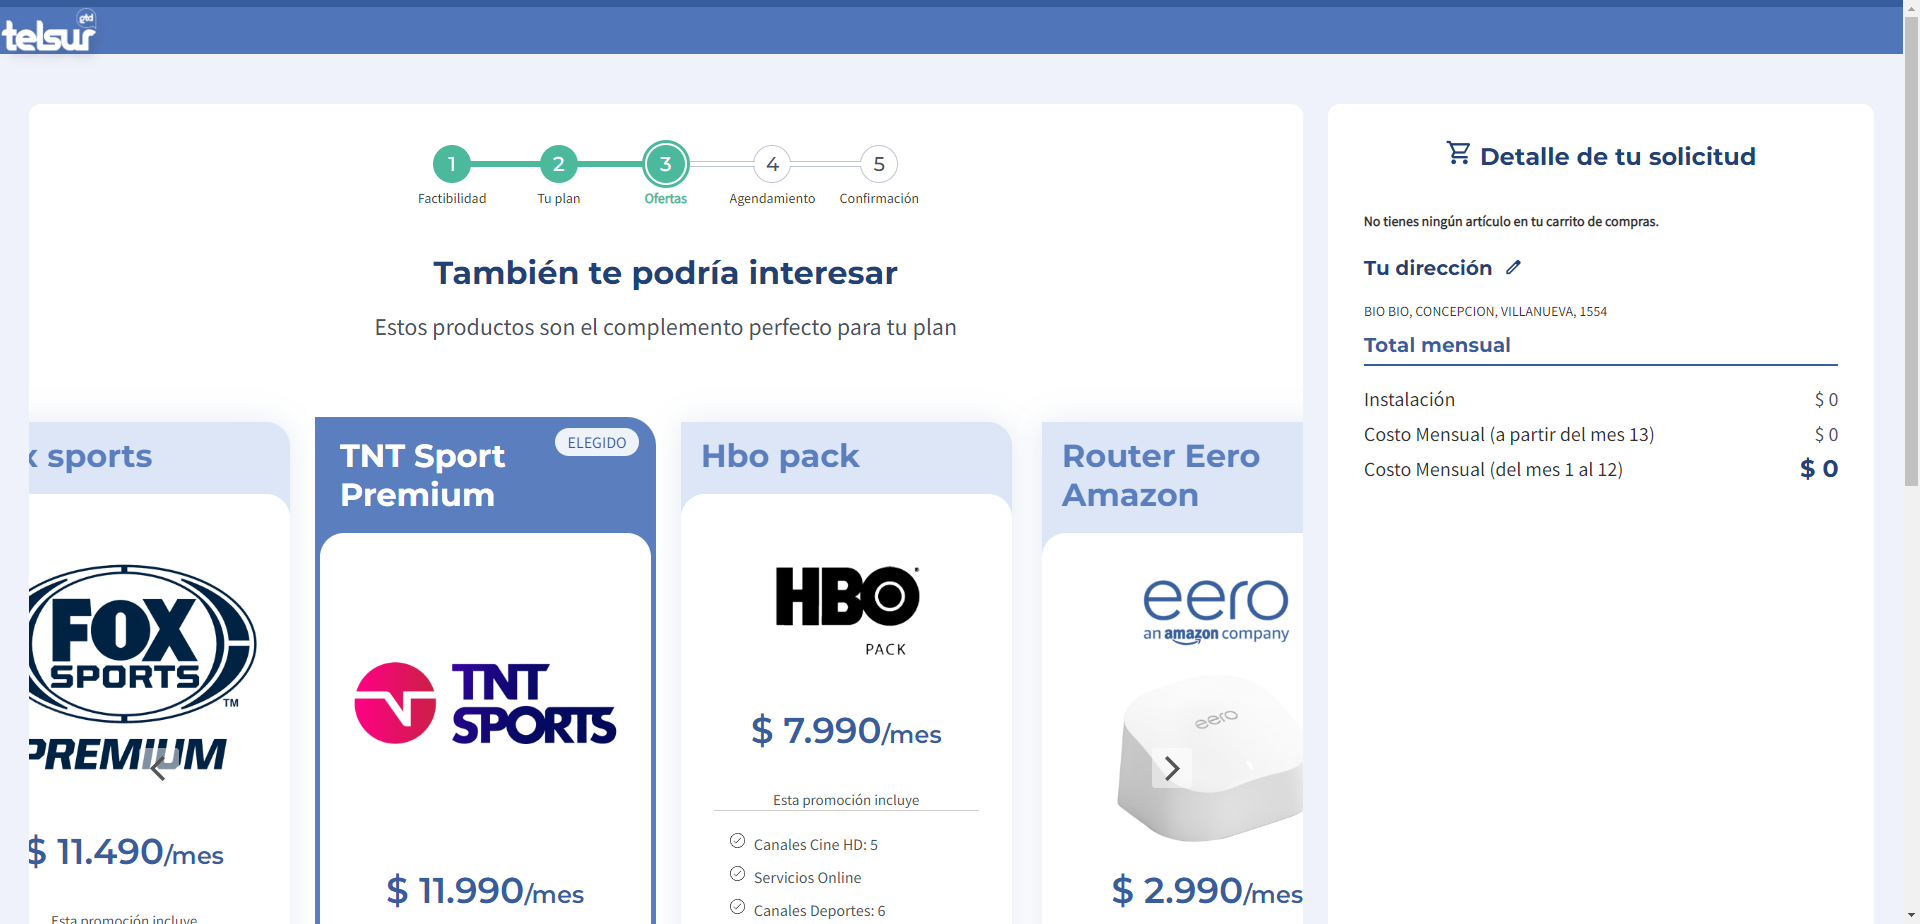 gtd
telsur
1
2
3
4
5
Factibilidad
Tu plan
Ofertas
Agendamiento
Confirmación
También te podría interesar
Estos productos son el complemento perfecto para tu plan
x sports
FOX
SPORTS
TM
PREMIUM
$ 11.490/mes
Esta promoción incluye
TNT Sport
Premium
ELEGIDO
TNT
SPORTS
$ 11.990/mes
Hbo pack
HBO
PACK
$ 7.990/mes
Esta promoción incluye
Canales Cine HD: 5
Servicios Online
Canales Deportes: 6
Router Eero
Amazon
eero
an amazon company
eero
$ 2.990/mes
Detalle de tu solicitud
No tienes ningún artículo en tu carrito de compras.
Tu dirección
BIO BIO, CONCEPCION, VILLANUEVA, 1554
Total mensual
Instalación $ 0
Costo Mensual (a partir del mes 13) $ 0
Costo Mensual (del mes 1 al 12) $ 0